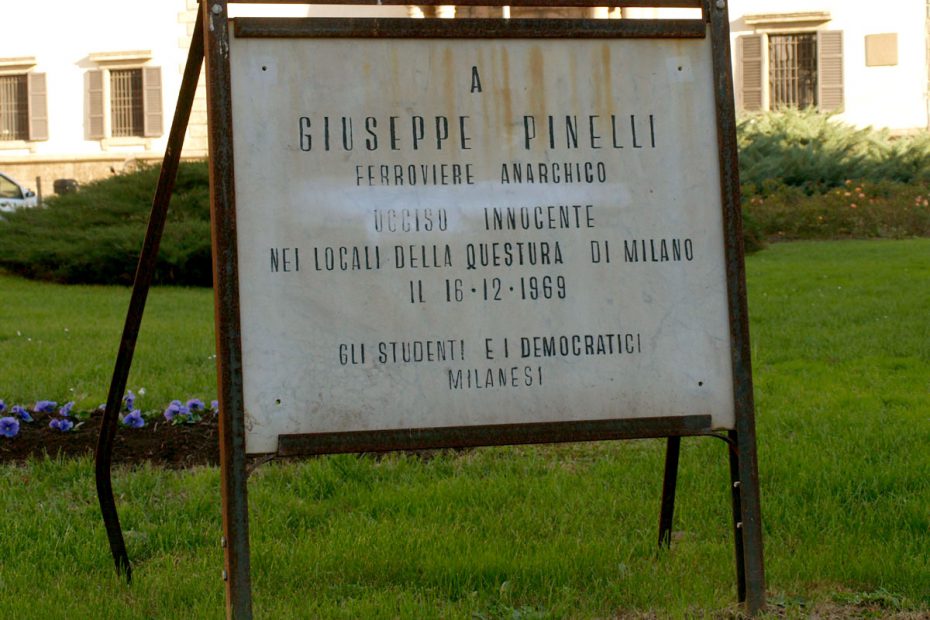 A
GIUSEPPE PINELLI
FERROVIERE ANARCHICO
UCCISO INNOCENTE
NEI LOCALI DELLA QUESTURA DI MILANO
IL 16·12·1969
GLI STUDENTI E I DEMOCRATICI
MILANESI